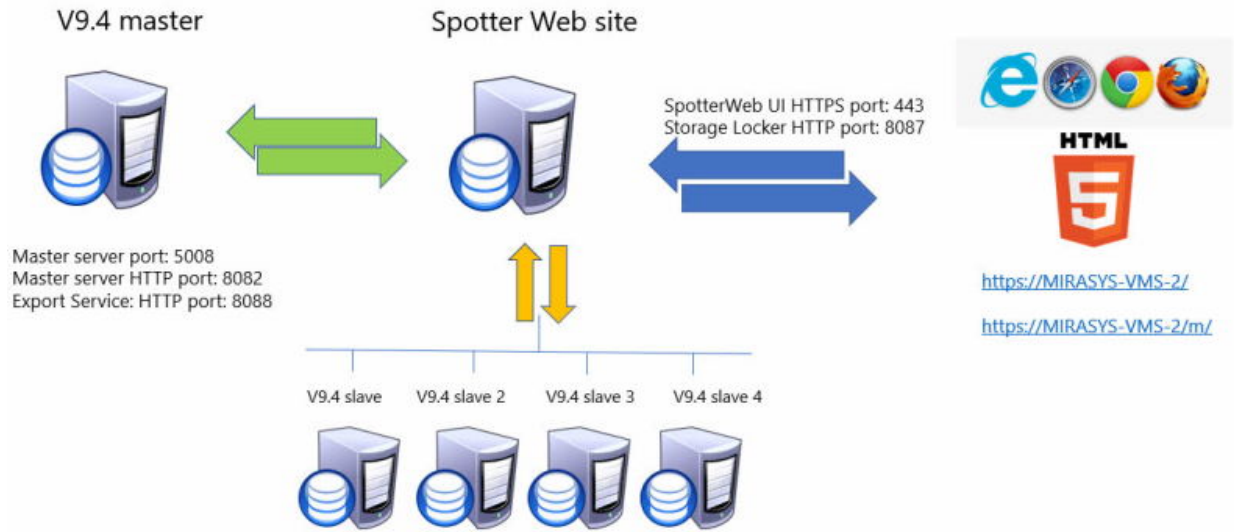 V9.4 master
Spotter Web site
SpotterWeb UI HTTPS port: 443
Storage Locker HTTP port: 8087
HTML
5
Master server port: 5008
Master server HTTP port: 8082
Export Service: HTTP port: 8088
https://MIRASYS-VMS-2/
https://MIRASYS-VMS-2/m/
V9.4 slave
V9.4 slave 2
V9.4 slave 3
V9.4 slave 4